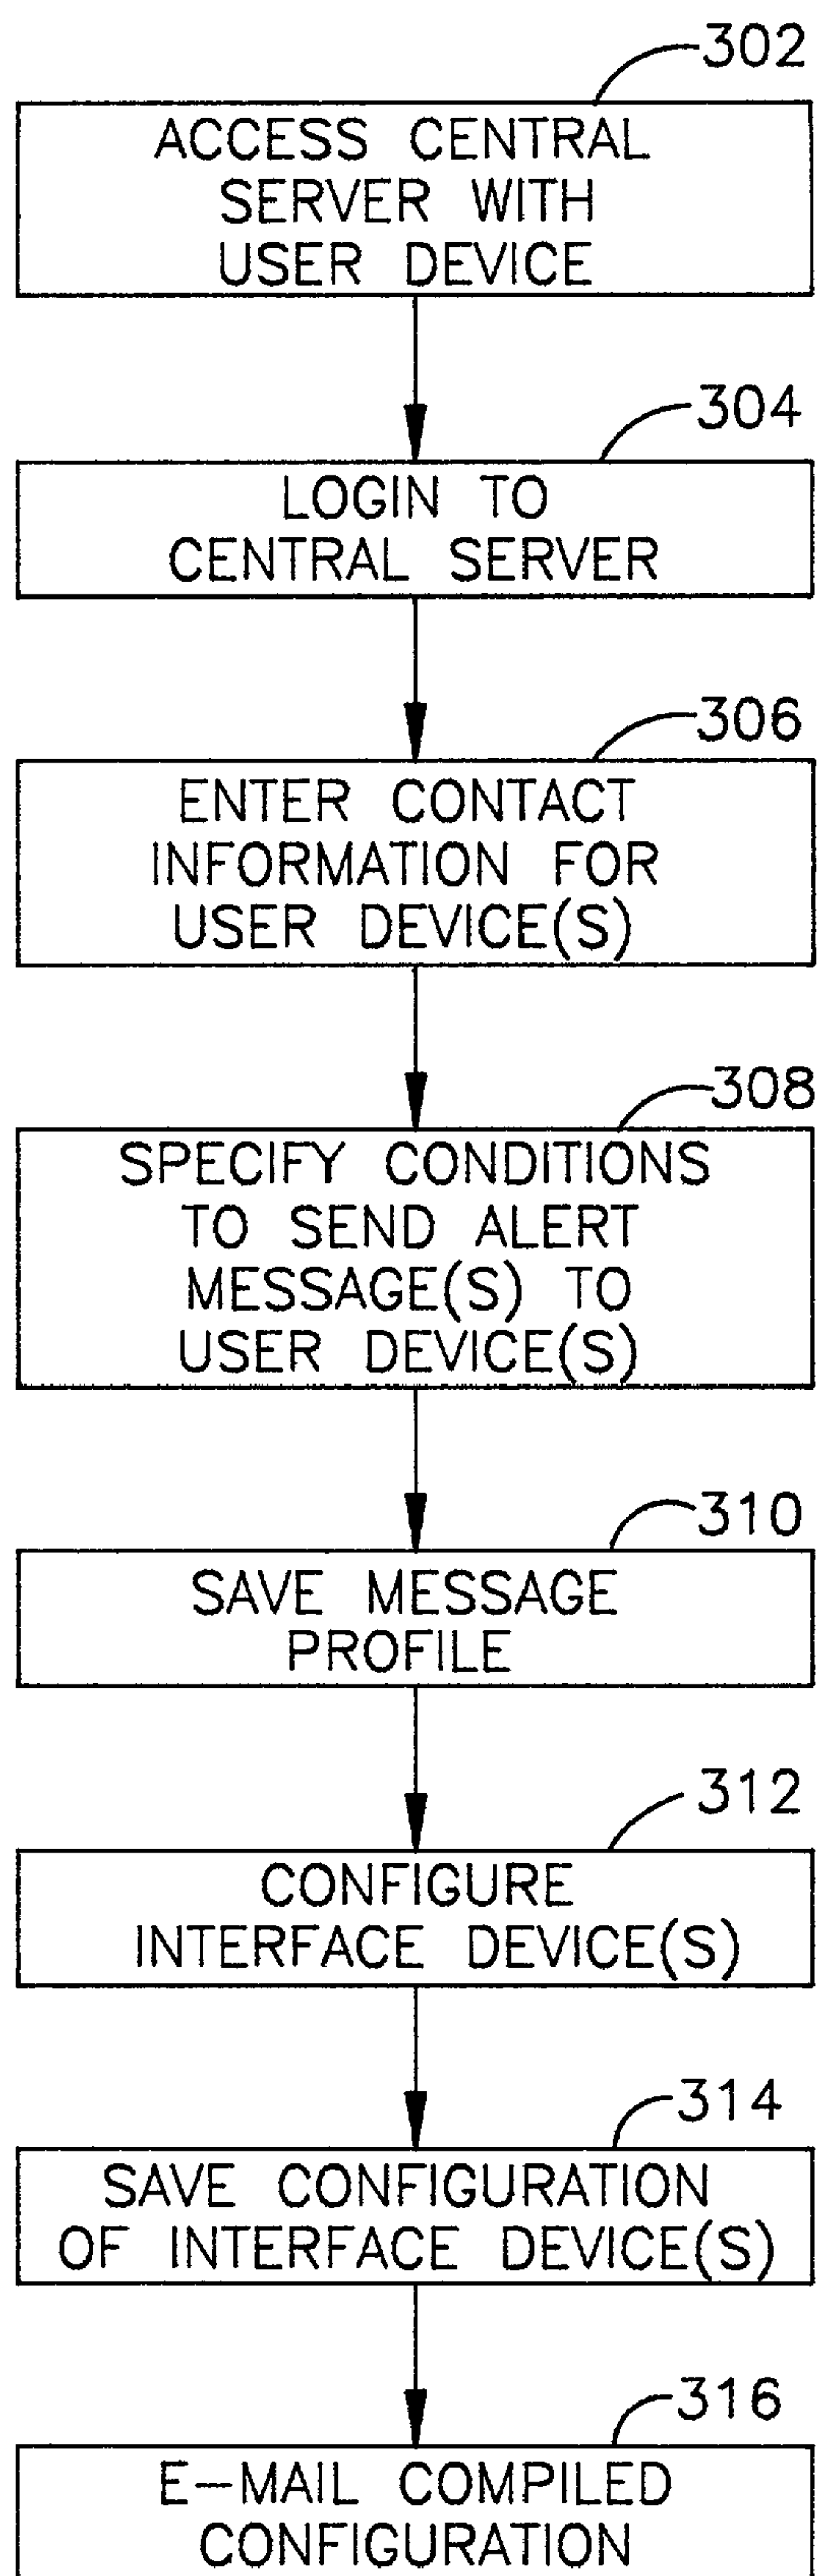 302
ACCESS CENTRAL
SERVER WITH
USER DEVICE
304
LOGIN TO
CENTRAL SERVER
306
ENTER CONTACT
INFORMATION FOR
USER DEVICE(S)
308
SPECIFY CONDITIONS
TO SEND ALERT
MESSAGE(S) TO
USER DEVICE(S)
310
SAVE MESSAGE
PROFILE
312
CONFIGURE
INTERFACE DEVICE(S)
314
SAVE CONFIGURATION
OF INTERFACE DEVICE(S)
316
E-MAIL COMPILED
CONFIGURATION